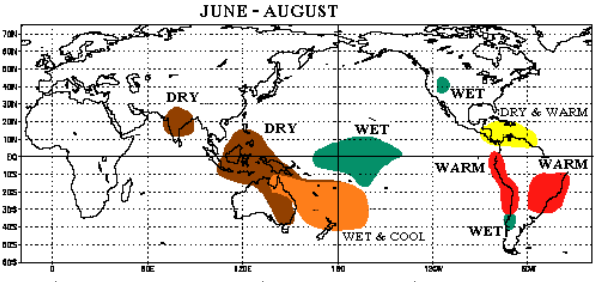 JUNE - AUGUST
70N
60N
50N
40N
30N
20N
10N
EQ
10S
20S
30S
40S
50S
60S
DRY
DRY
WET
WET
DRY & WARM
WARM
WARM
WET & COOL
WET
0
60E
120E
180
120W
60W